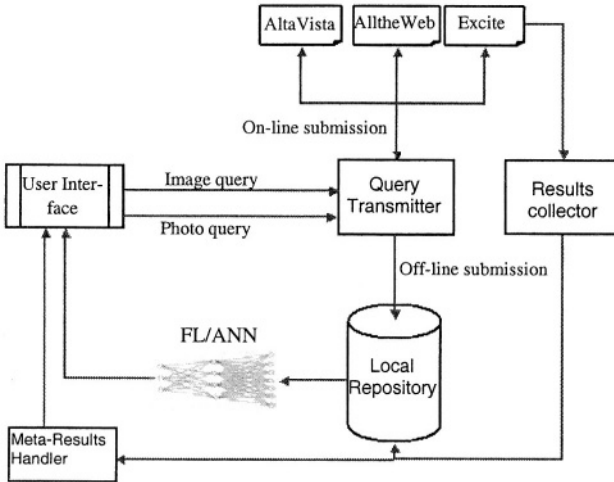 AltaVista
AlltheWeb
Excite
On-line submission
User Inter-
face
Image query
Photo query
Query
Transmitter
Results
collector
Off-line submission
FL/ANN
Local
Repository
Meta-Results
Handler